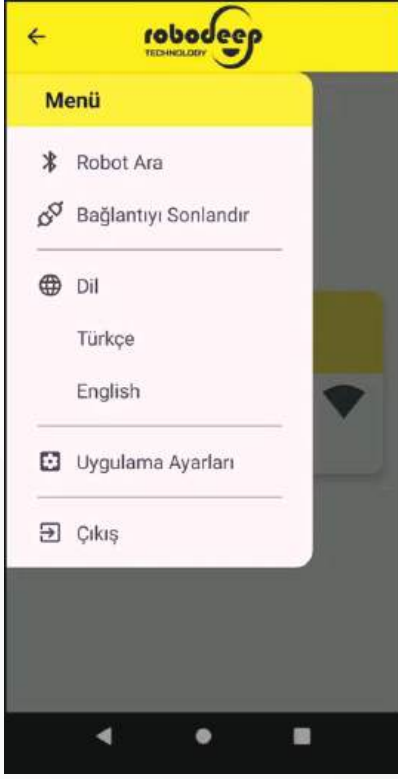 robodeep
TECHNOLOGY
Menü
Robot Ara
Bağlantıyı Sonlandır
Dil
Türkçe
English
Uygulama Ayarları
Çıkış